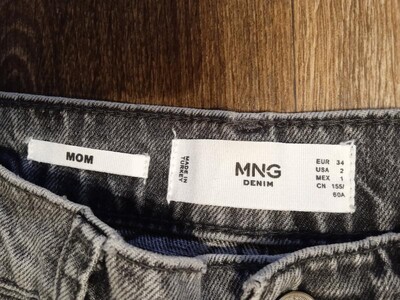 MOM
MADE IN
TURKEY
MNG
DENIM
EUR 34
USA 2
MEX 1
CN 155/
60A